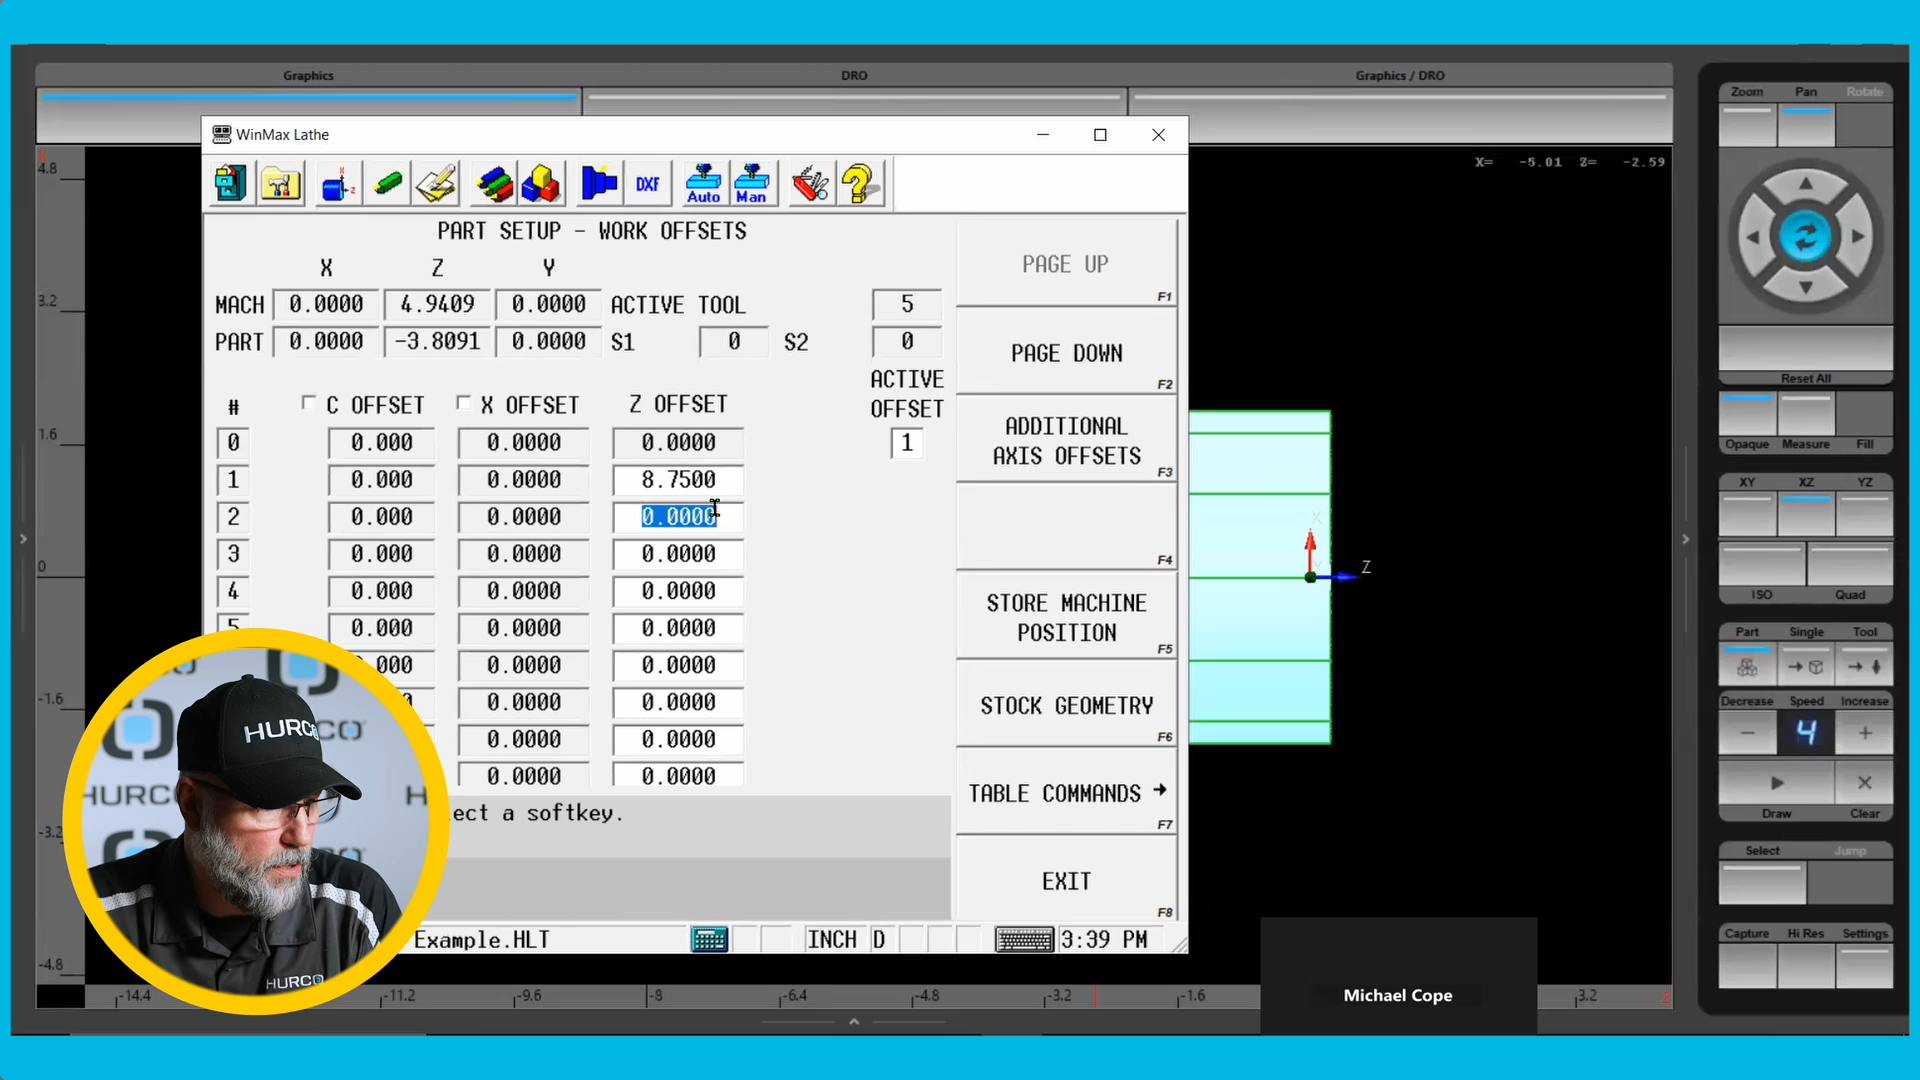 Graphics DRO Graphics / DRO
Zoom Pan Rotate
WinMax Lathe
X= -5.01 Z= -2.59
DXF Auto Man
PART SETUP - WORK OFFSETS
X Z Y
MACH 0.0000 4.9409 0.0000 ACTIVE TOOL 5
PART 0.0000 -3.8091 0.0000 S1 0 S2 0
# C OFFSET X OFFSET Z OFFSET ACTIVE OFFSET
0 0.000 0.0000 0.0000 1
1 0.000 0.0000 8.7500
2 0.000 0.0000 0.0000
3 0.000 0.0000 0.0000
4 0.000 0.0000 0.0000
5 0.000 0.0000 0.0000
.000 0.0000 0.0000
0.0000 0.0000
0.0000 0.0000
0.0000 0.0000
lect a softkey.
Example.HLT INCH D 3:39 PM
PAGE UP
F1
PAGE DOWN
F2
ADDITIONAL
AXIS OFFSETS
F3
F4
STORE MACHINE
POSITION
F5
STOCK GEOMETRY
F6
TABLE COMMANDS
F7
EXIT
F8
X
Z
4.8
3.2
1.6
0
-1.6
-3.2
-4.8
-14.4 -11.2 -9.6 -8 -6.4 -4.8 -3.2 -1.6 3.2 Z
HURCO
HURCO
HURCO
Michael Cope
Reset All
Opaque Measure Fill
XY XZ YZ
ISO Quad
Part Single Tool
Decrease Speed Increase
4
Draw Clear
Select Jump
Capture Hi Res Settings